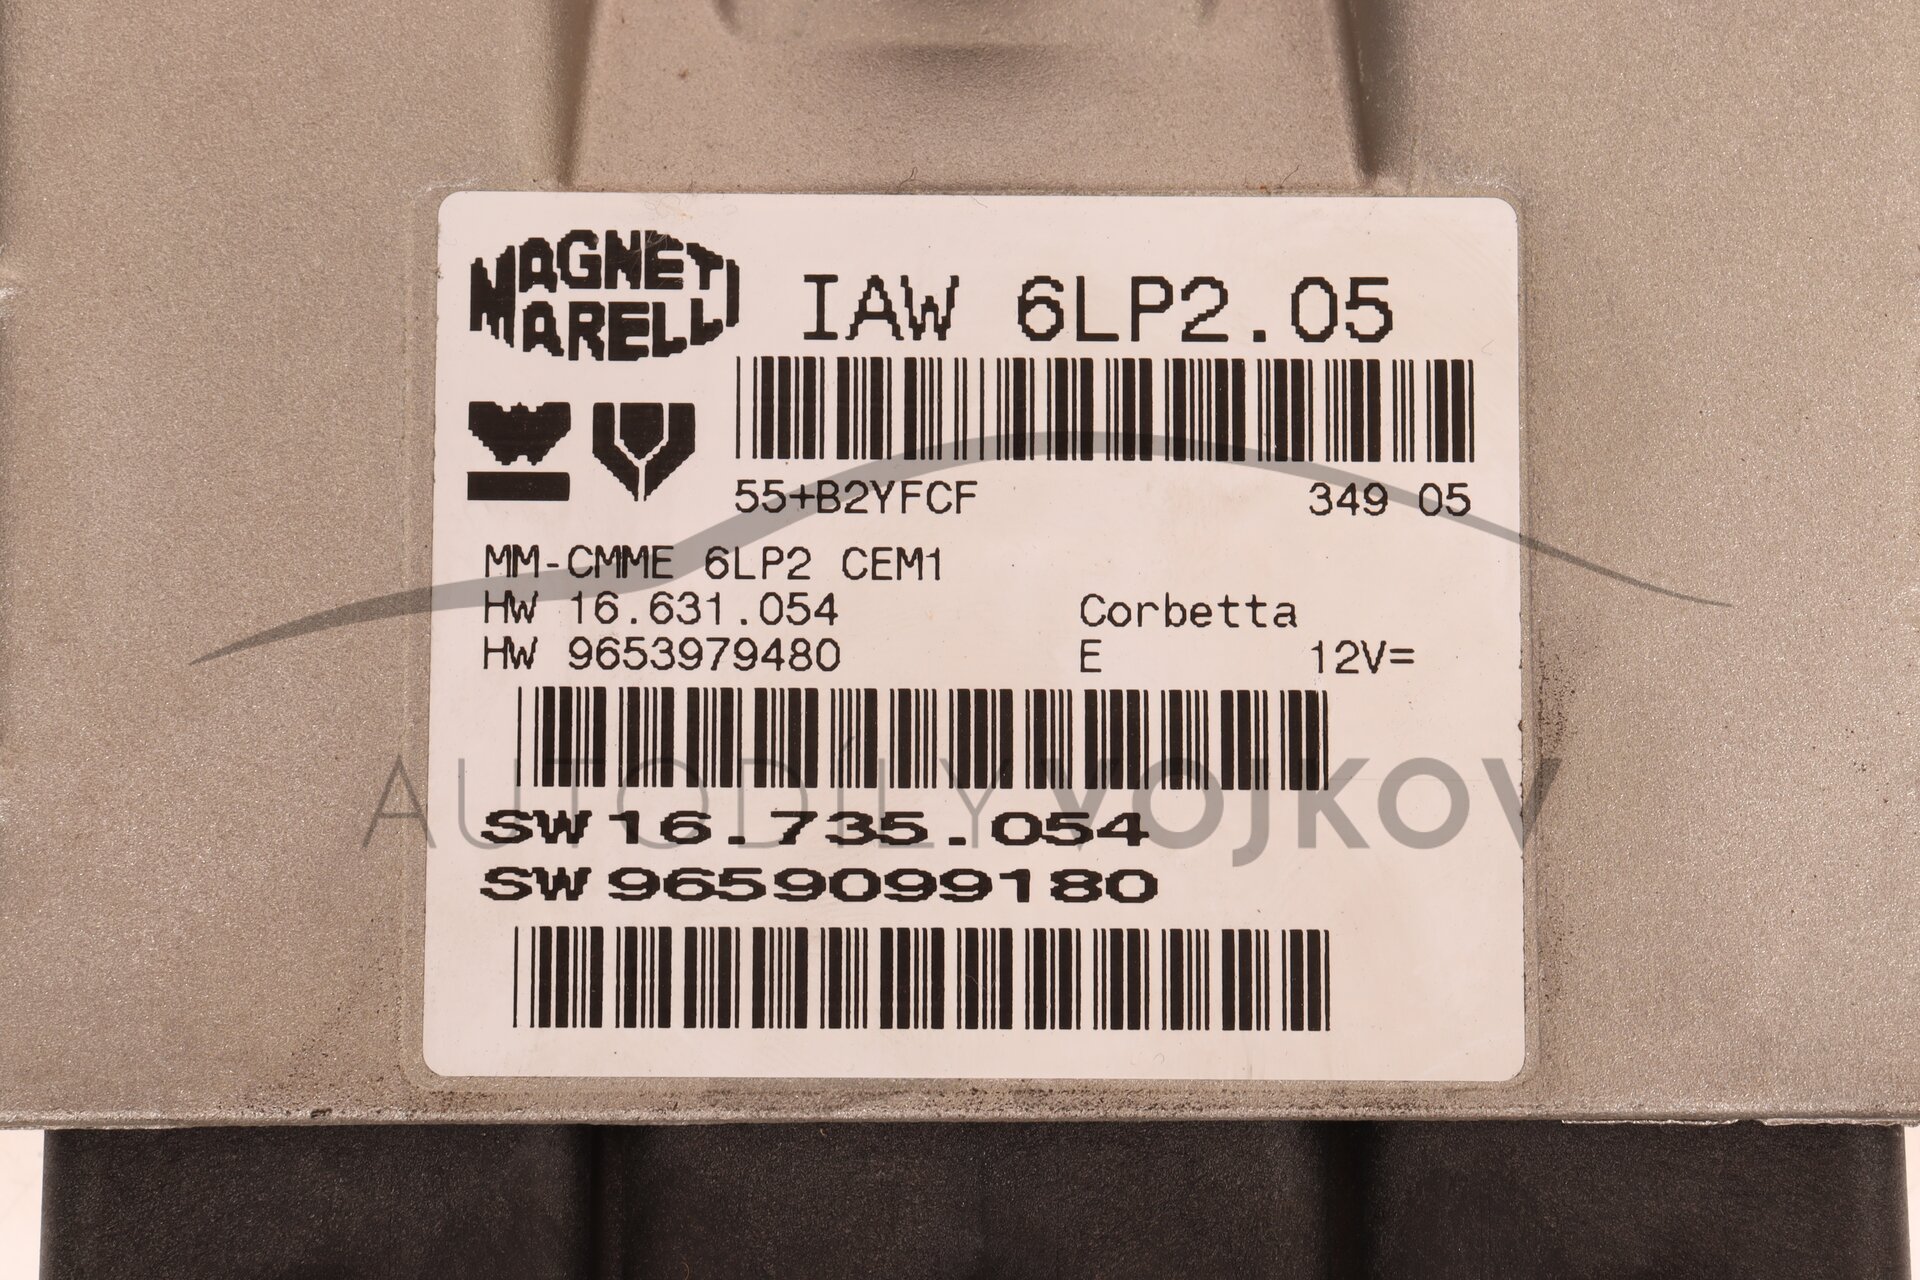 MAGNETI
MARELLI
IAW 6LP2.05
55+B2YFCF 349 05
MM-CMME 6LP2 CEM1
HW 16.631.054 Corbetta
HW 9653979480 E 12V=
AUTODÍLY VOJKOV
SW 16.735.054
SW 9659099180